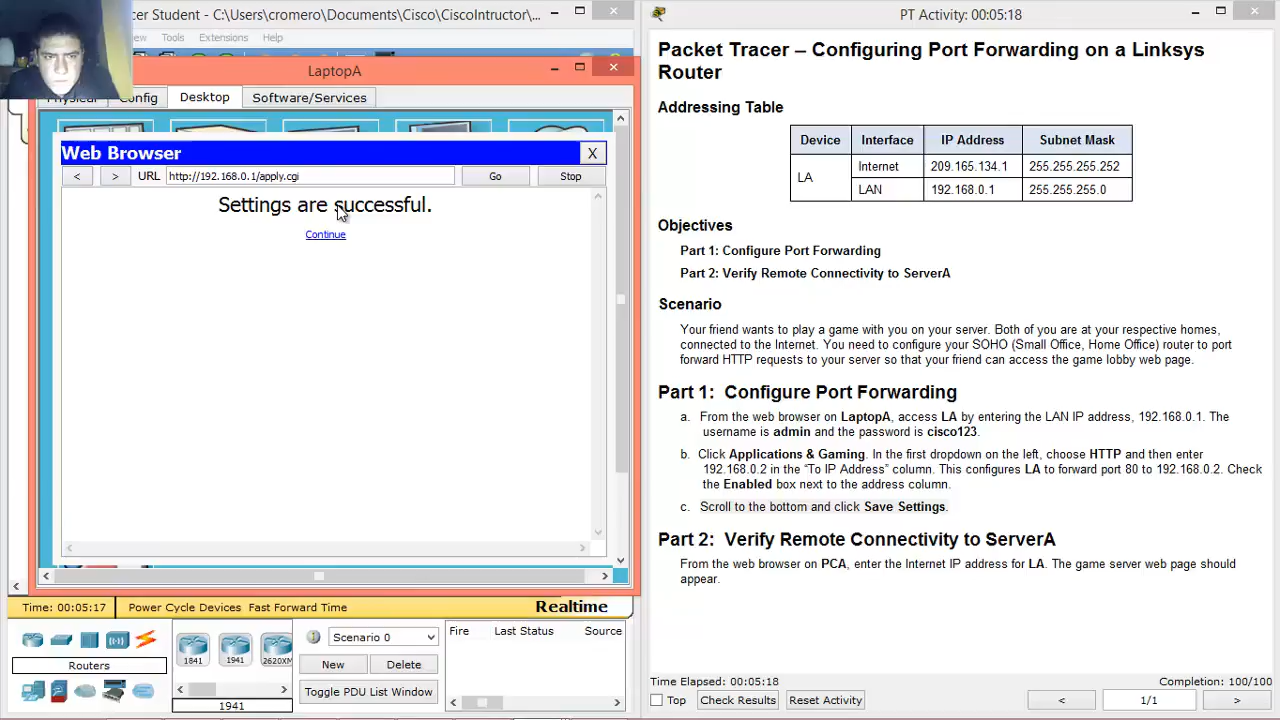 cer Student - C:\Users\cromero\Documents\Cisco\CiscoIntructor\...
ew Tools Extensions Help
LaptopA
Physical Config Desktop Software/Services
Web Browser X
< > URL http://192.168.0.1/apply.cgi Go Stop
Settings are successful.
Continue
Time: 00:05:17 Power Cycle Devices Fast Forward Time Realtime
Scenario 0
Fire Last Status Source
1841 1941 2620XM
Routers
New Delete
Toggle PDU List Window
1941
PT Activity: 00:05:18
Packet Tracer – Configuring Port Forwarding on a Linksys
Router
Addressing Table
Device Interface IP Address Subnet Mask
LA Internet 209.165.134.1 255.255.255.252
LAN 192.168.0.1 255.255.255.0
Objectives
Part 1: Configure Port Forwarding
Part 2: Verify Remote Connectivity to ServerA
Scenario
Your friend wants to play a game with you on your server. Both of you are at your respective homes,
connected to the Internet. You need to configure your SOHO (Small Office, Home Office) router to port
forward HTTP requests to your server so that your friend can access the game lobby web page.
Part 1: Configure Port Forwarding
a. From the web browser on LaptopA, access LA by entering the LAN IP address, 192.168.0.1. The
username is admin and the password is cisco123.
b. Click Applications & Gaming. In the first dropdown on the left, choose HTTP and then enter
192.168.0.2 in the “To IP Address” column. This configures LA to forward port 80 to 192.168.0.2. Check
the Enabled box next to the address column.
c. Scroll to the bottom and click Save Settings.
Part 2: Verify Remote Connectivity to ServerA
From the web browser on PCA, enter the Internet IP address for LA. The game server web page should
appear.
Time Elapsed: 00:05:18 Completion: 100/100
Top Check Results Reset Activity < 1/1 >